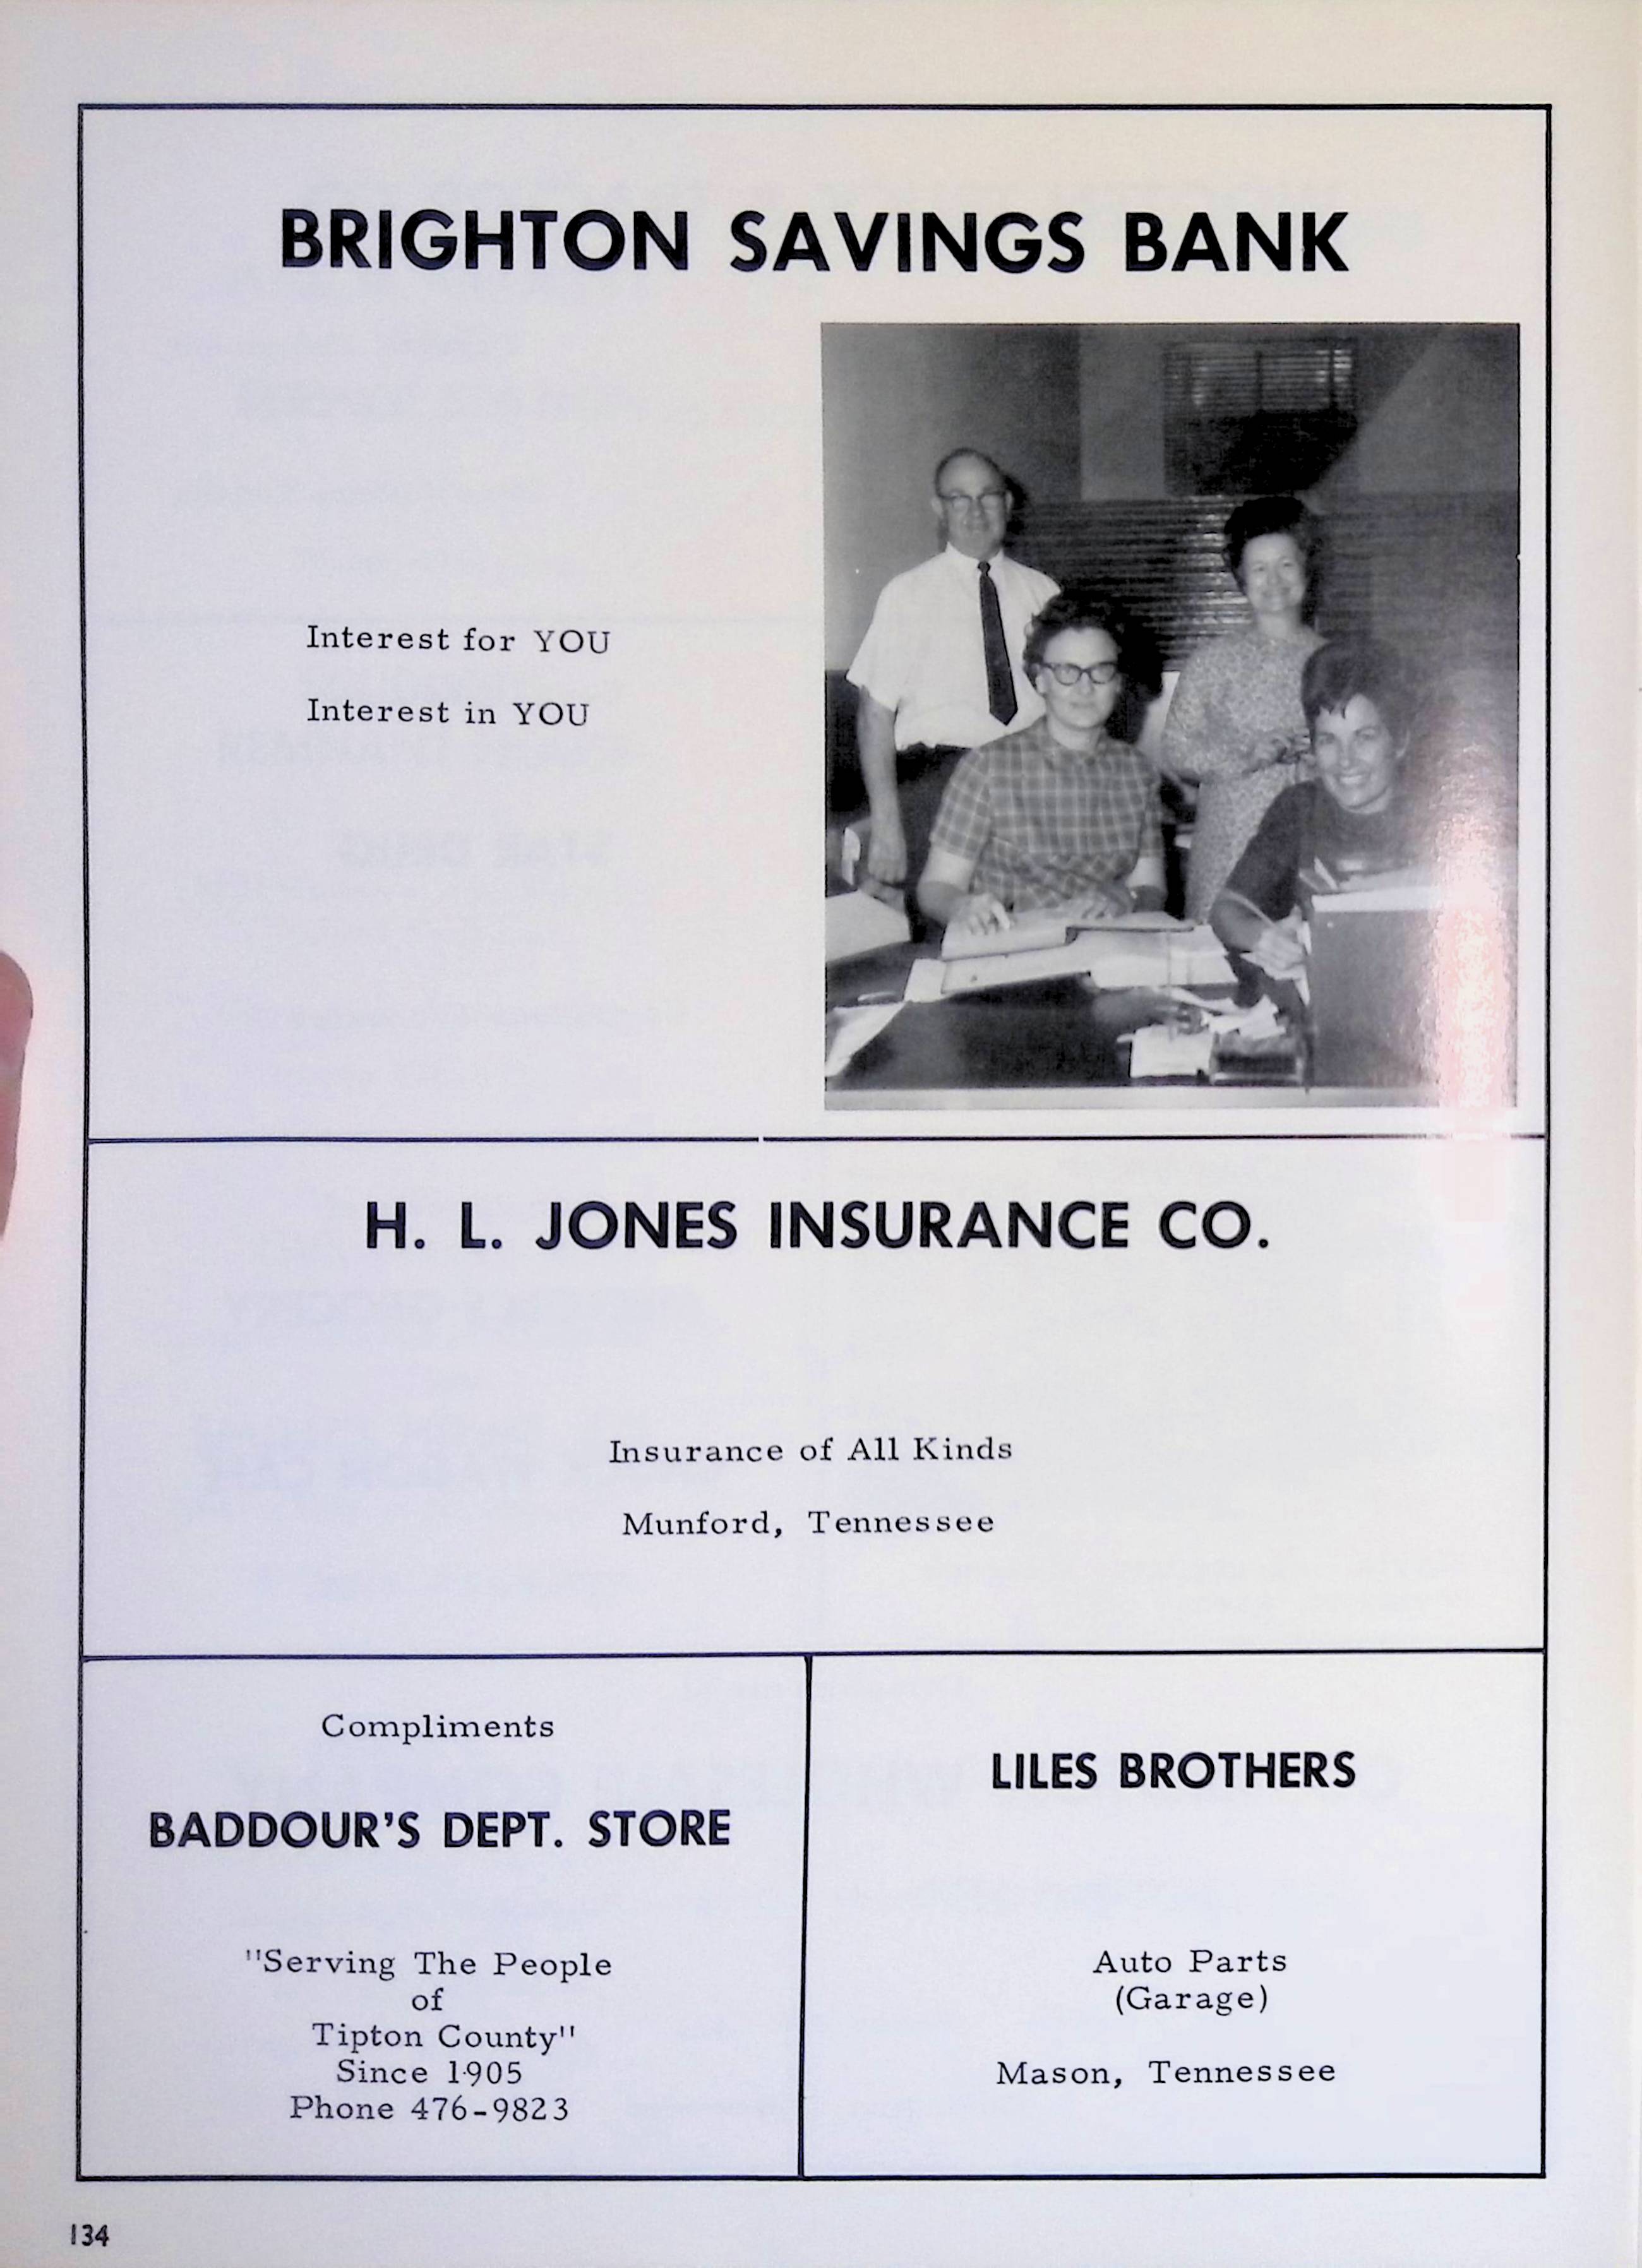 BRIGHTON SAVINGS BANK
Interest for YOU
Interest in YOU
H. L. JONES INSURANCE CO.
Insurance of All Kinds
Munford, Tennessee
Compliments
BADDOUR'S DEPT. STORE
"Serving The People
of
Tipton County"
Since 1905
Phone 476-9823
LILES BROTHERS
Auto Parts
(Garage)
Mason, Tennessee
134